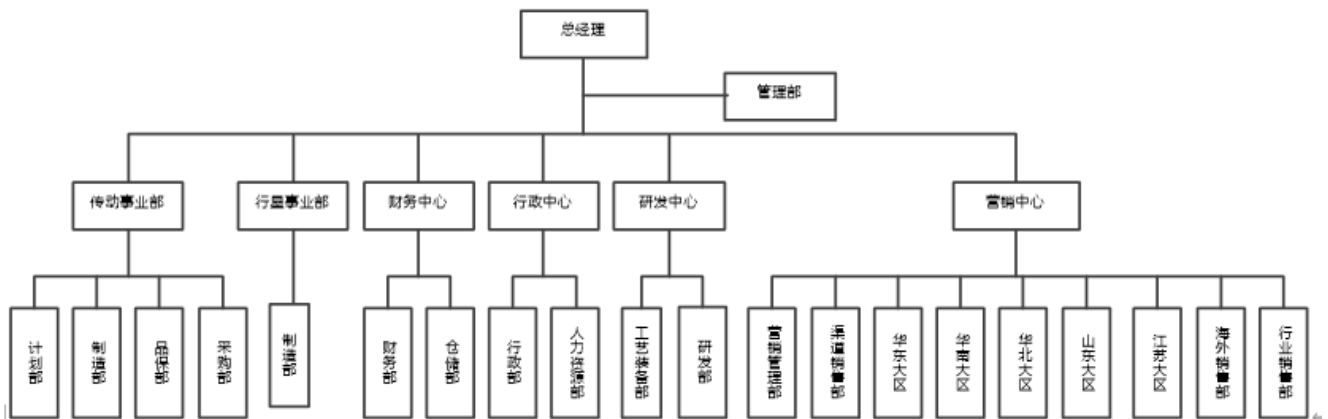 总经理
管理部
传动事业部
行星事业部
财务中心
行政中心
研发中心
营销中心
计划部
制造部
品保部
采购部
制造部
财务部
仓储部
行政部
人力资源部
工艺装备部
研发部
营销管理部
渠道销售部
华东大区
华南大区
华北大区
山东大区
江苏大区
海外销售部
行业销售部